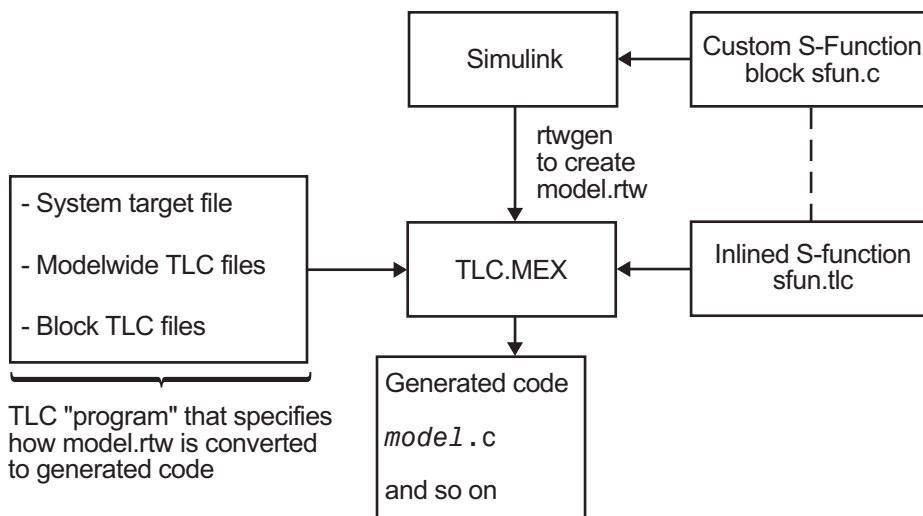 Simulink
Custom S-Function
block sfun.c
rtwgen
to create
model.rtw
- System target file
- Modelwide TLC files
- Block TLC files
TLC.MEX
Inlined S-function
sfun.tlc
TLC "program" that specifies
how model.rtw is converted
to generated code
Generated code
model.c
and so on